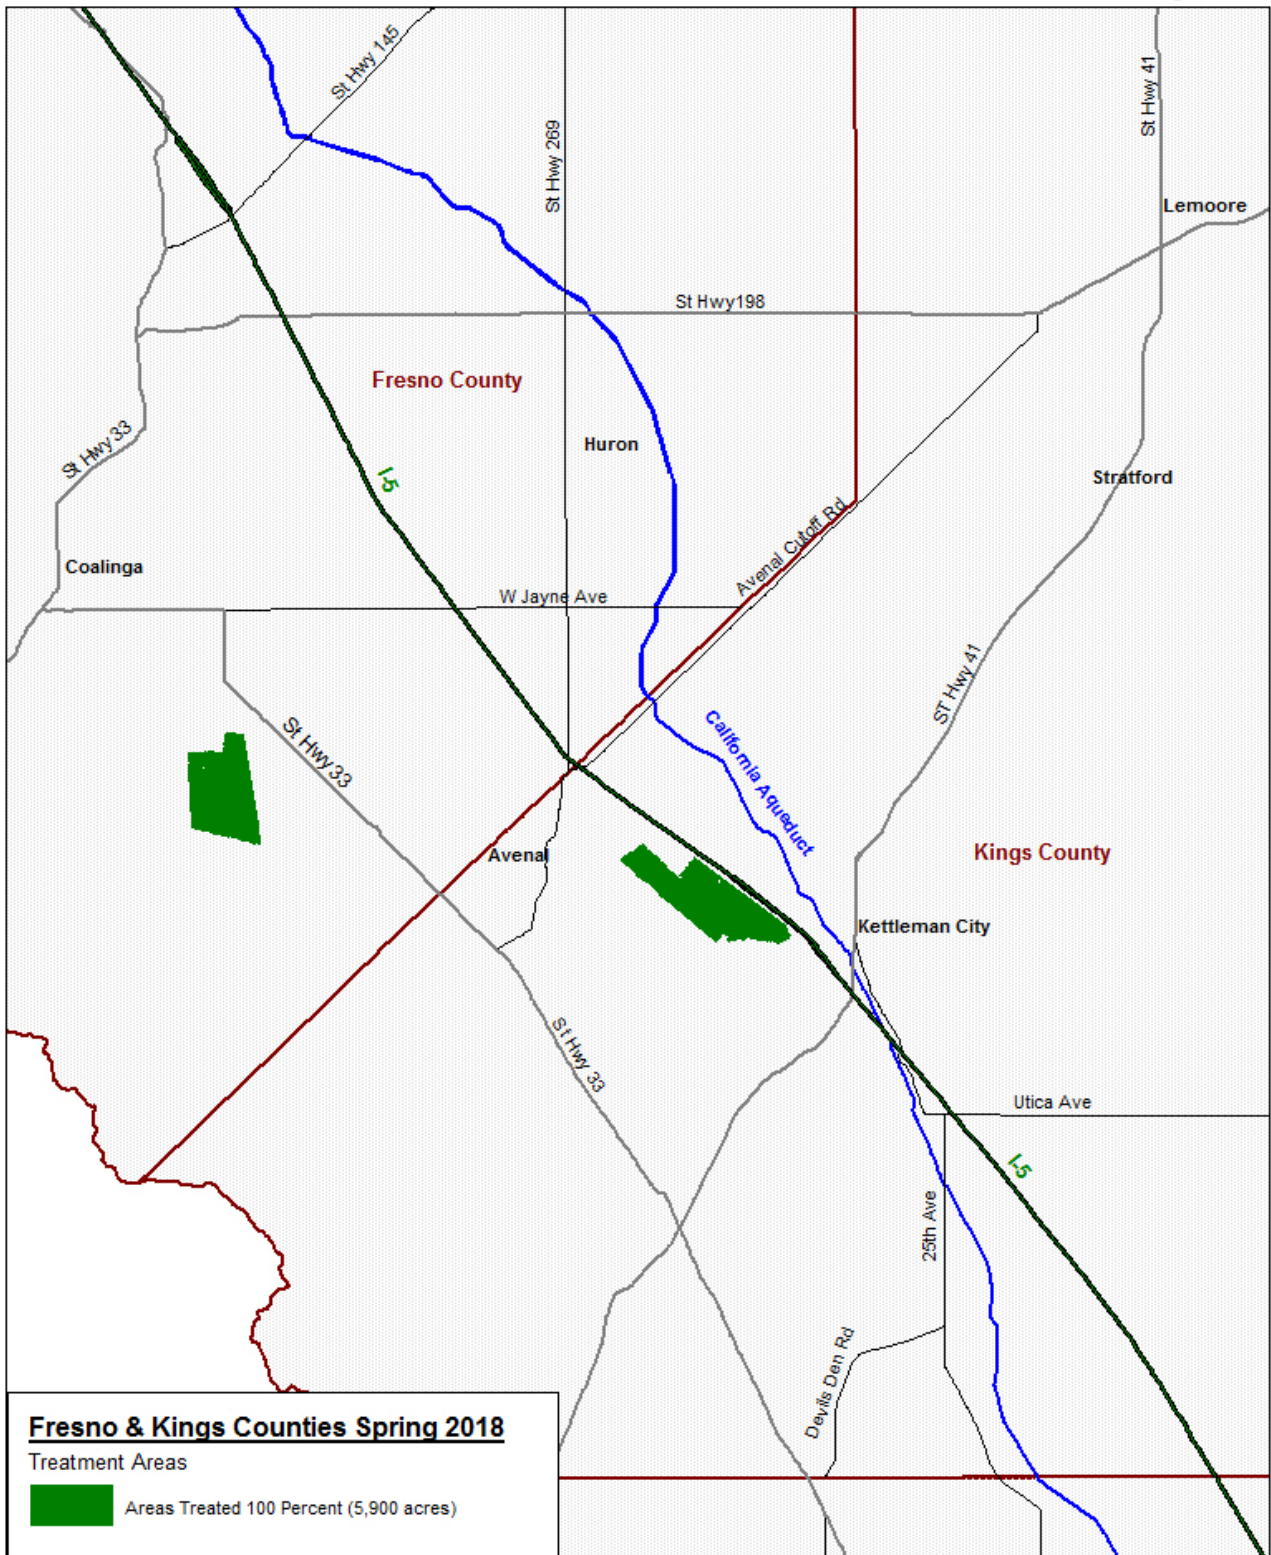 St Hwy 145
St Hwy 41
St Hwy 269
Lemoore
St Hwy198
Fresno County
St Hwy 33
Huron
I-5
Stratford
Avenal Cutoff Rd
Coalinga
W Jayne Ave
ST Hwy 41
St Hwy 33
California Aqueduct
Avenal
Kings County
Kettleman City
St Hwy 33
Utica Ave
I-5
25th Ave
Devils Den Rd
Fresno & Kings Counties Spring 2018
Treatment Areas
Areas Treated 100 Percent (5,900 acres)